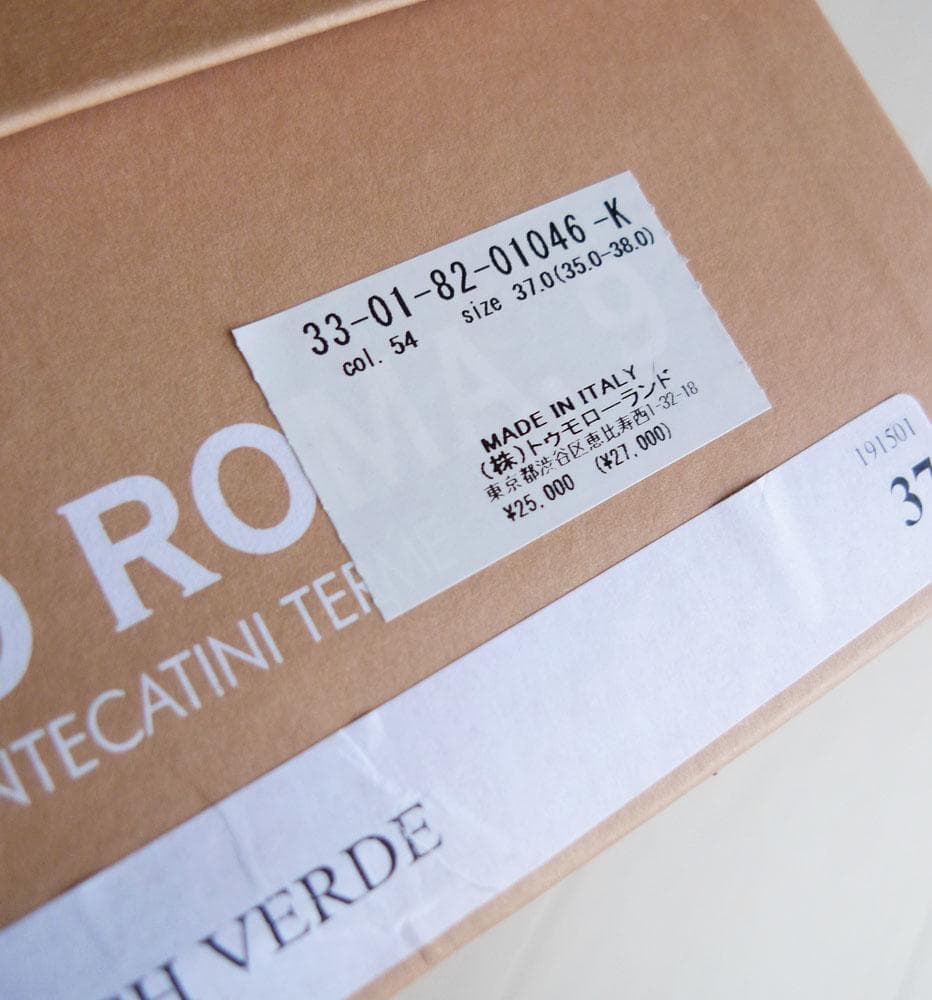 33-01-82-01046 -K
col. 54 size 37.0(35.0-38.0)
MADE IN ITALY
(株)トゥモローランド
東京都渋谷区恵比寿西1-32-18
¥25,000 (¥27,000)
RO A. 9
NTECATINI TERME
191501
37
H VERDE